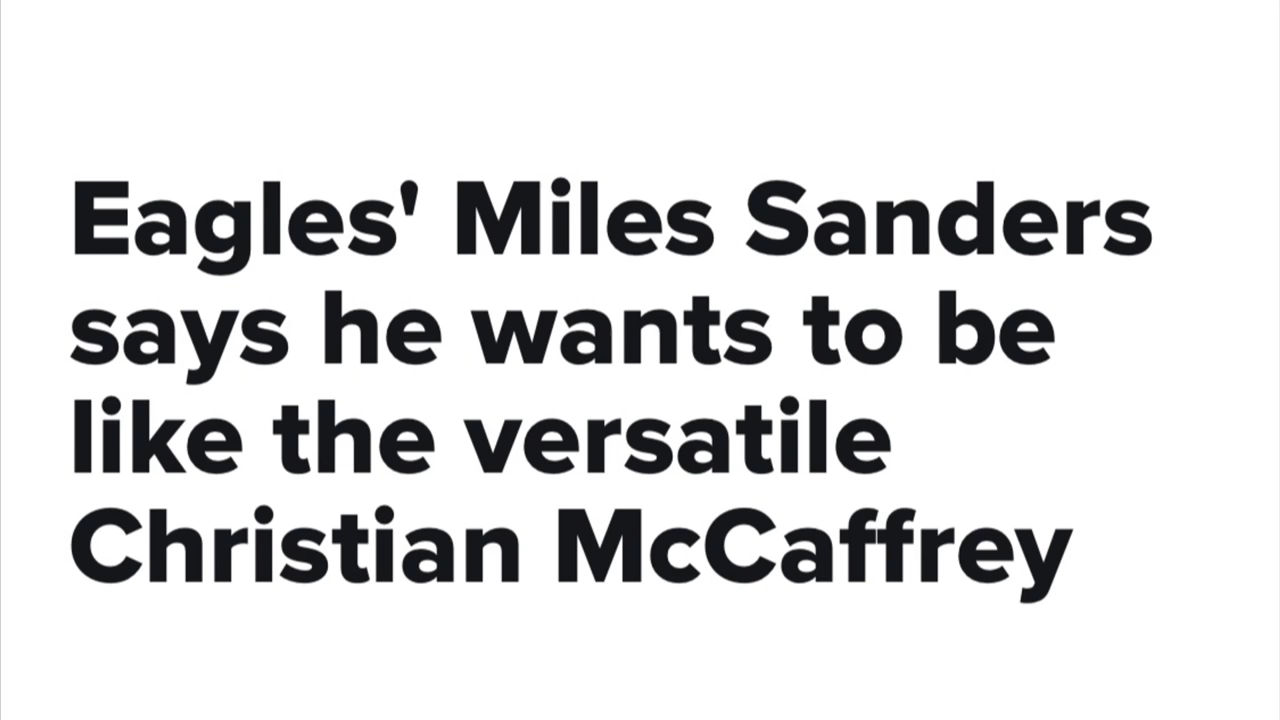 Eagles' Miles Sanders
says he wants to be
like the versatile
Christian McCaffrey